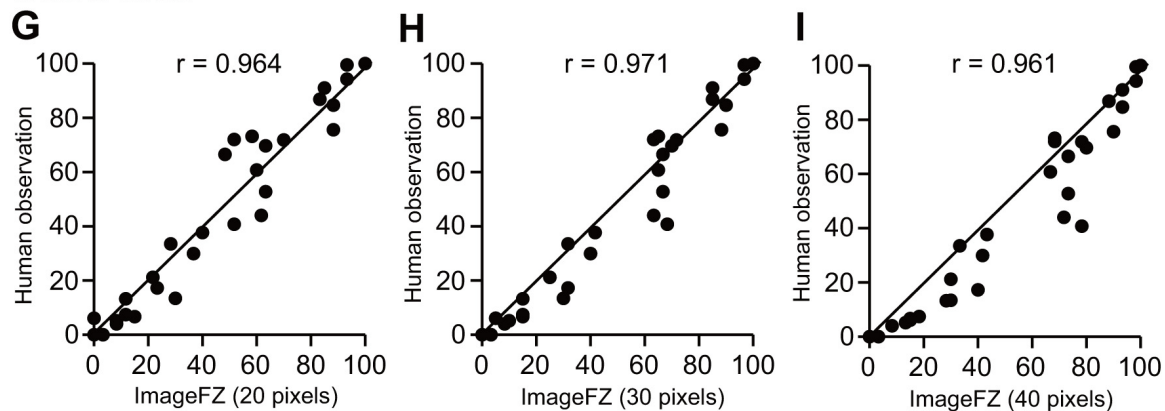 G
r = 0.964
Human observation
100
80
60
40
20
0
0 20 40 60 80 100
ImageFZ (20 pixels)
H
r = 0.971
Human observation
100
80
60
40
20
0
0 20 40 60 80 100
ImageFZ (30 pixels)
I
r = 0.961
Human observation
100
80
60
40
20
0
0 20 40 60 80 100
ImageFZ (40 pixels)